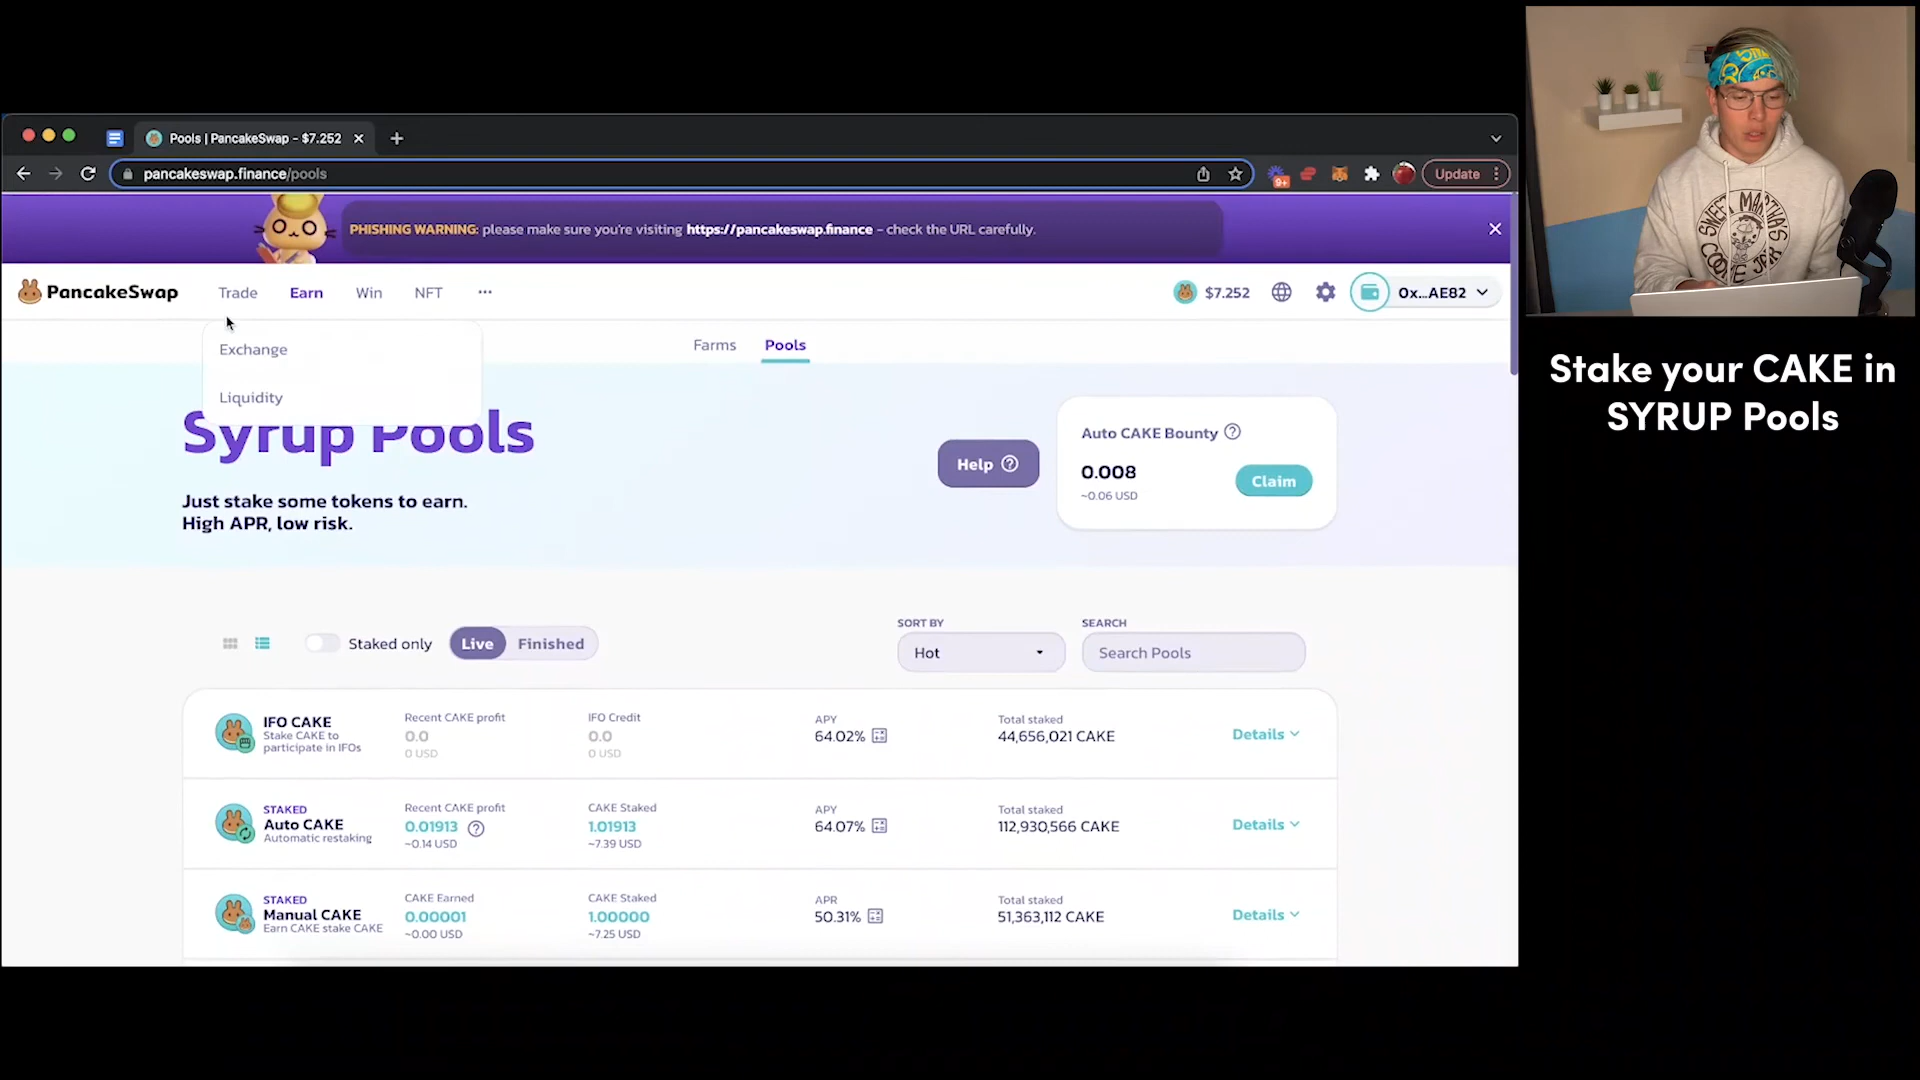 Pools | PancakeSwap - $7.252
pancakeswap.finance/pools
9+
Update
PHISHING WARNING: please make sure you're visiting https://pancakeswap.finance - check the URL carefully.
PancakeSwap
Trade
Earn
Win
NFT
$7.252
0x...AE82
Exchange
Liquidity
Farms
Pools
Syrup Pools
Just stake some tokens to earn.
High APR, low risk.
Help
Auto CAKE Bounty
0.008
~0.06 USD
Claim
Staked only
Live
Finished
SORT BY
Hot
SEARCH
Search Pools
IFO CAKE
Stake CAKE to
participate in IFOs
Recent CAKE profit
0.0
0 USD
IFO Credit
0.0
0 USD
APY
64.02%
Total staked
44,656,021 CAKE
Details
STAKED
Auto CAKE
Automatic restaking
Recent CAKE profit
0.01913
~0.14 USD
CAKE Staked
1.01913
~7.39 USD
APY
64.07%
Total staked
112,930,566 CAKE
Details
STAKED
Manual CAKE
Earn CAKE stake CAKE
CAKE Earned
0.00001
~0.00 USD
CAKE Staked
1.00000
~7.25 USD
APR
50.31%
Total staked
51,363,112 CAKE
Details
SWEET MARTHA'S
COOKIE JAR
Stake your CAKE in
SYRUP Pools